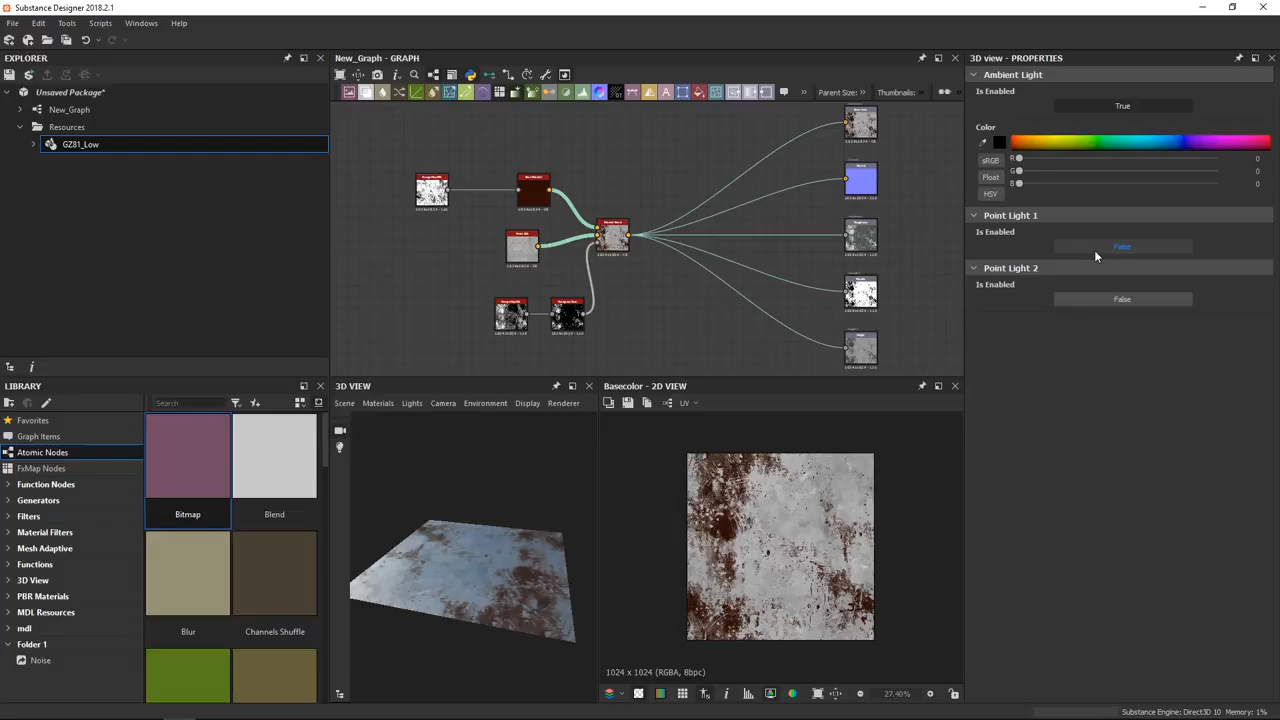 Substance Designer 2018.2.1
File Edit Tools Scripts Windows Help
EXPLORER
Unsaved Package*
New_Graph
Resources
GZ81_Low
New_Graph - GRAPH
Parent Size:
Thumbnails:
3D view - PROPERTIES
Ambient Light
Is Enabled
True
Color
sRGB
Float
HSV
R 0
G 0
B 0
Point Light 1
Is Enabled
False
Point Light 2
Is Enabled
False
LIBRARY
Search
Favorites
Graph Items
Atomic Nodes
FxMap Nodes
Function Nodes
Generators
Filters
Material Filters
Mesh Adaptive
Functions
3D View
PBR Materials
MDL Resources
mdl
Folder 1
Noise
Bitmap
Blend
Blur
Channels Shuffle
3D VIEW
Scene Materials Lights Camera Environment Display Renderer
Basecolor - 2D VIEW
UV
1024 x 1024 (RGBA, 8bpc)
27.40%
Substance Engine: Direct3D 10 Memory: 1%